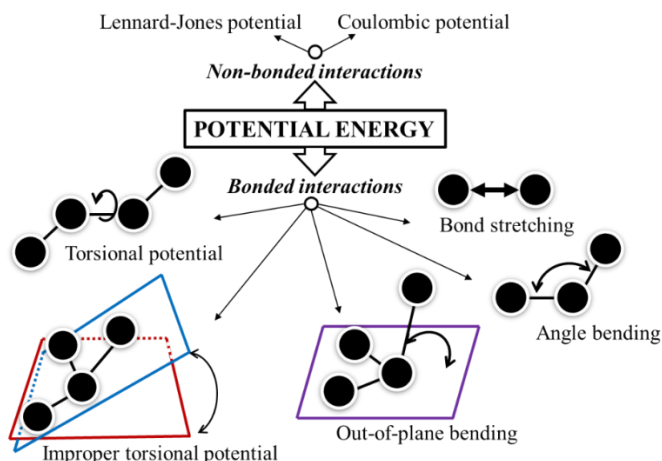 Lennard-Jones potential
Coulombic potential
Non-bonded interactions
POTENTIAL ENERGY
Bonded interactions
Torsional potential
Bond stretching
Angle bending
Improper torsional potential
Out-of-plane bending